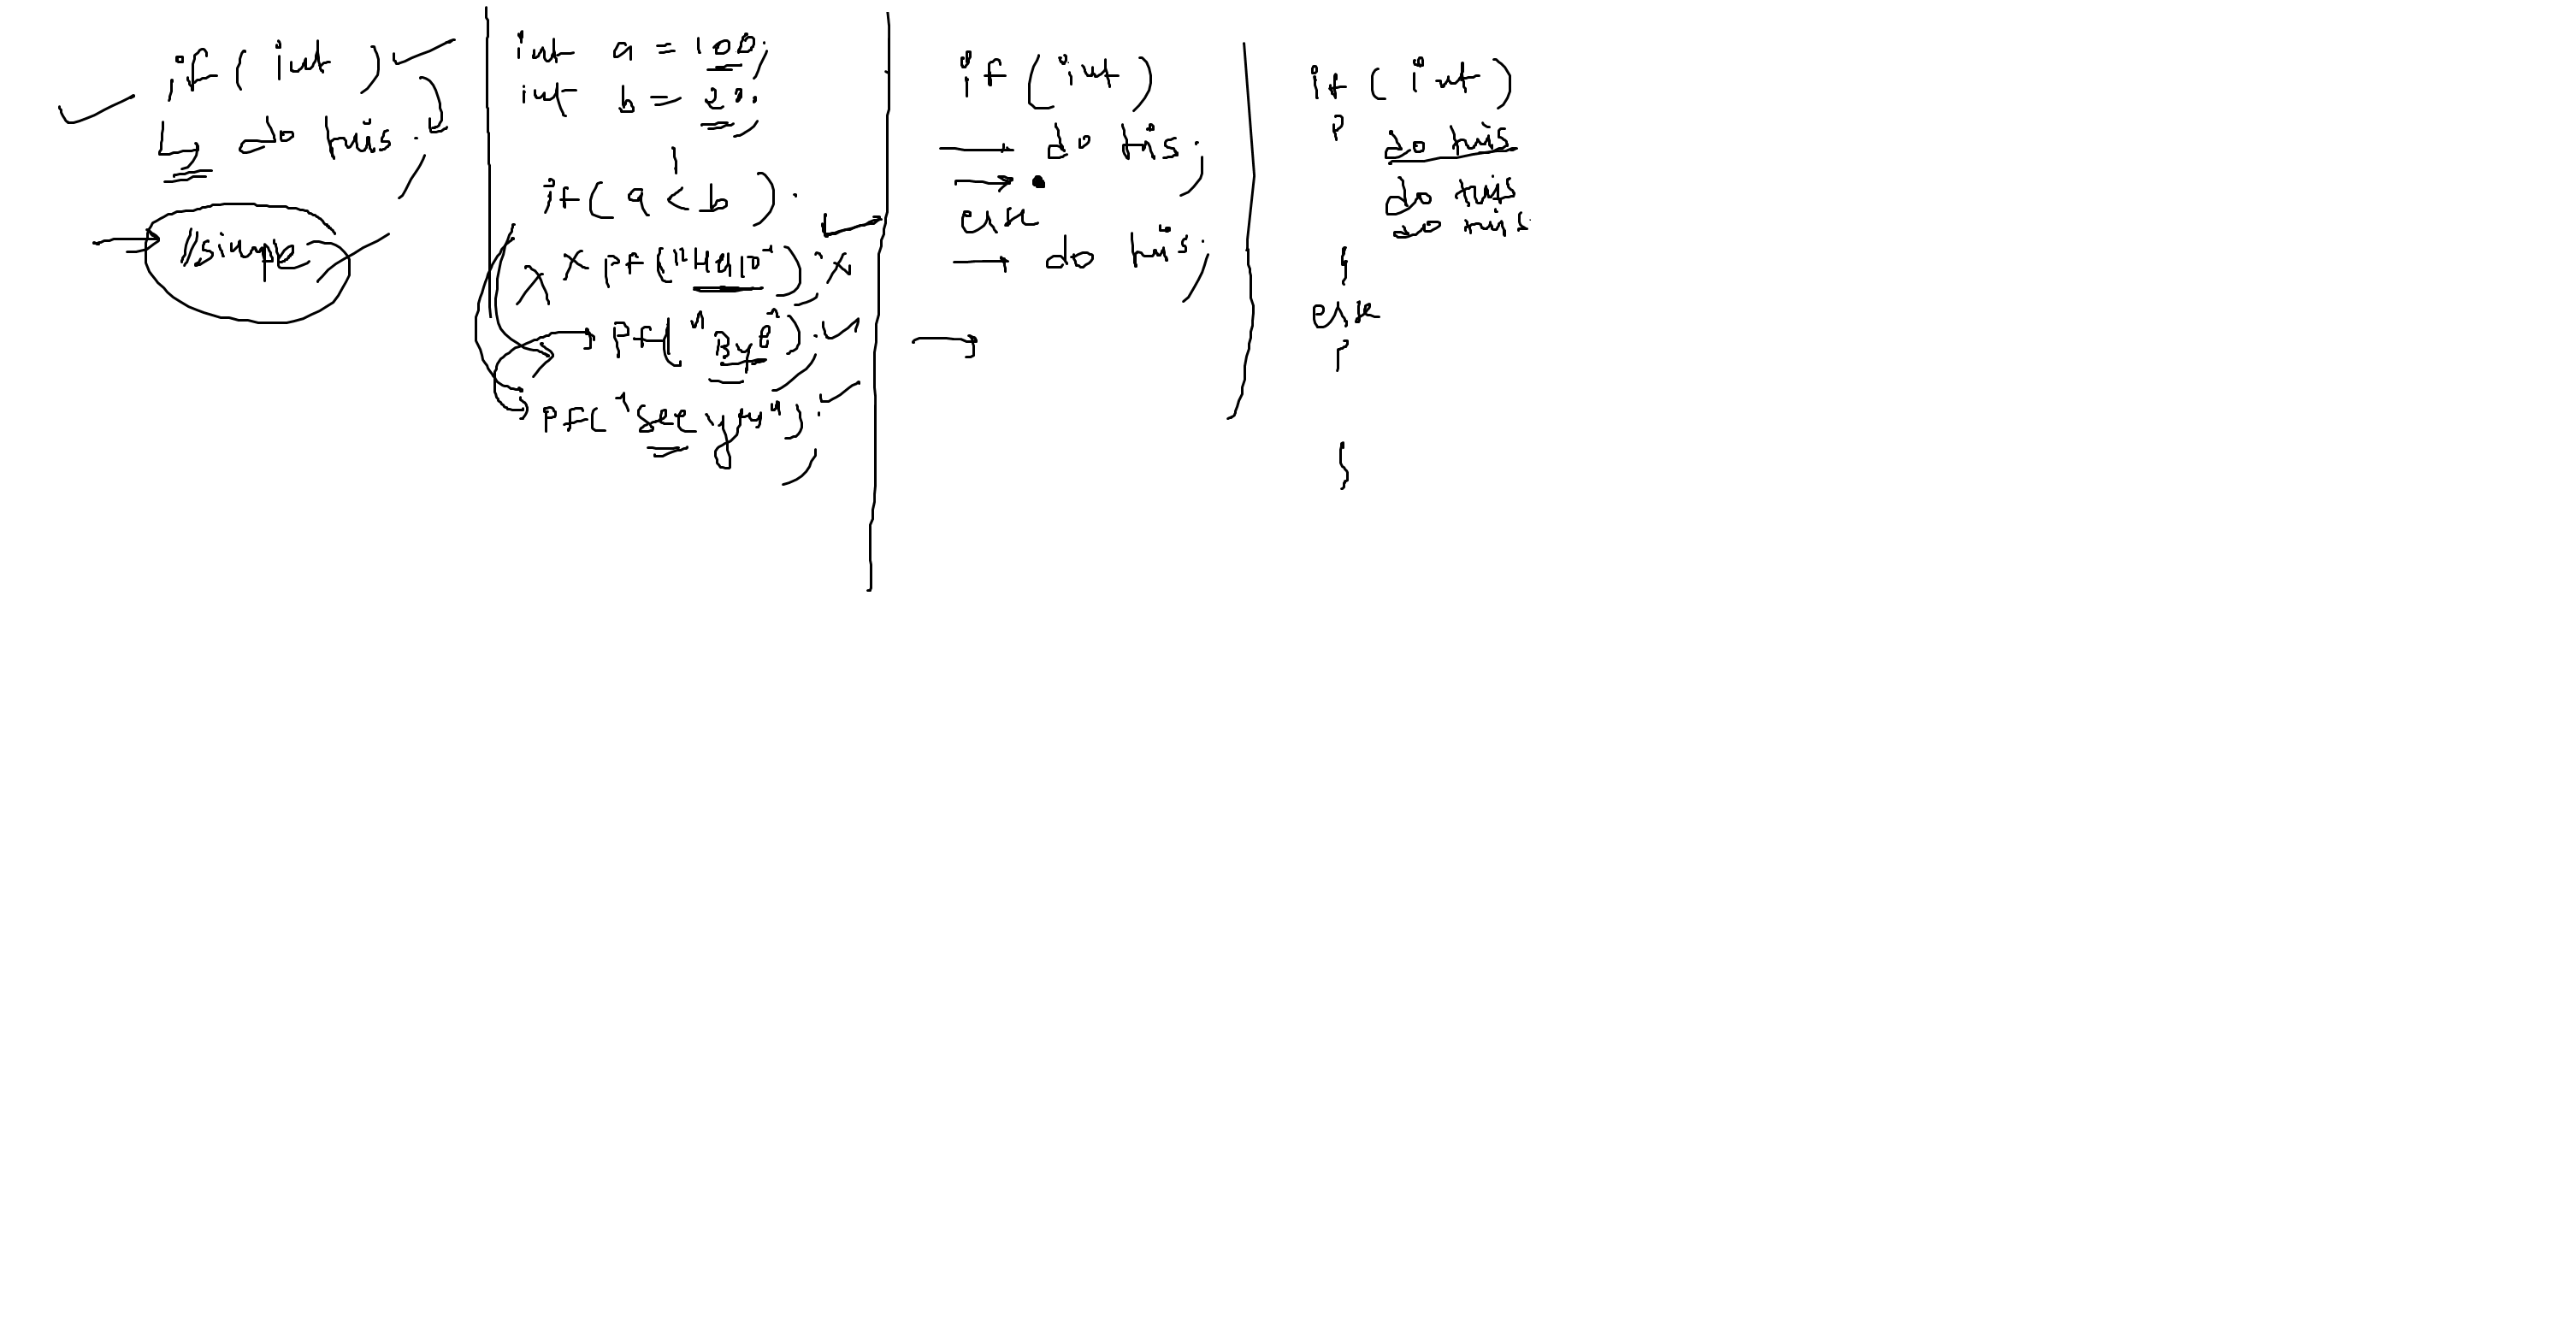 if ( int )
do this;
//simple
int a = 100;
int b = 20;
if( a < b )
pf("Hello");
pf("Bye");
pf("see you");
if (int)
do this;
else
do this;
if ( int )
{
do this
do this
do this
}
else
{
}